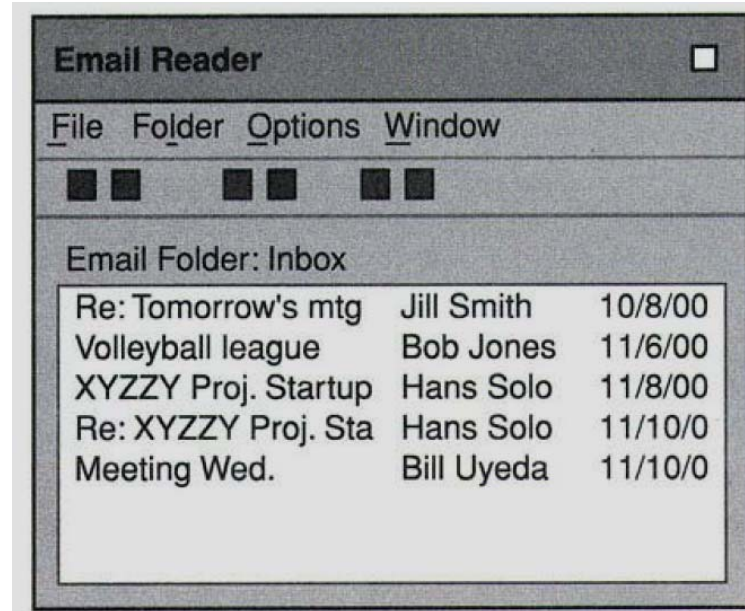 Email Reader
File Folder Options Window
Email Folder: Inbox
Re: Tomorrow's mtg Jill Smith 10/8/00
Volleyball league Bob Jones 11/6/00
XYZZY Proj. Startup Hans Solo 11/8/00
Re: XYZZY Proj. Sta Hans Solo 11/10/0
Meeting Wed. Bill Uyeda 11/10/0